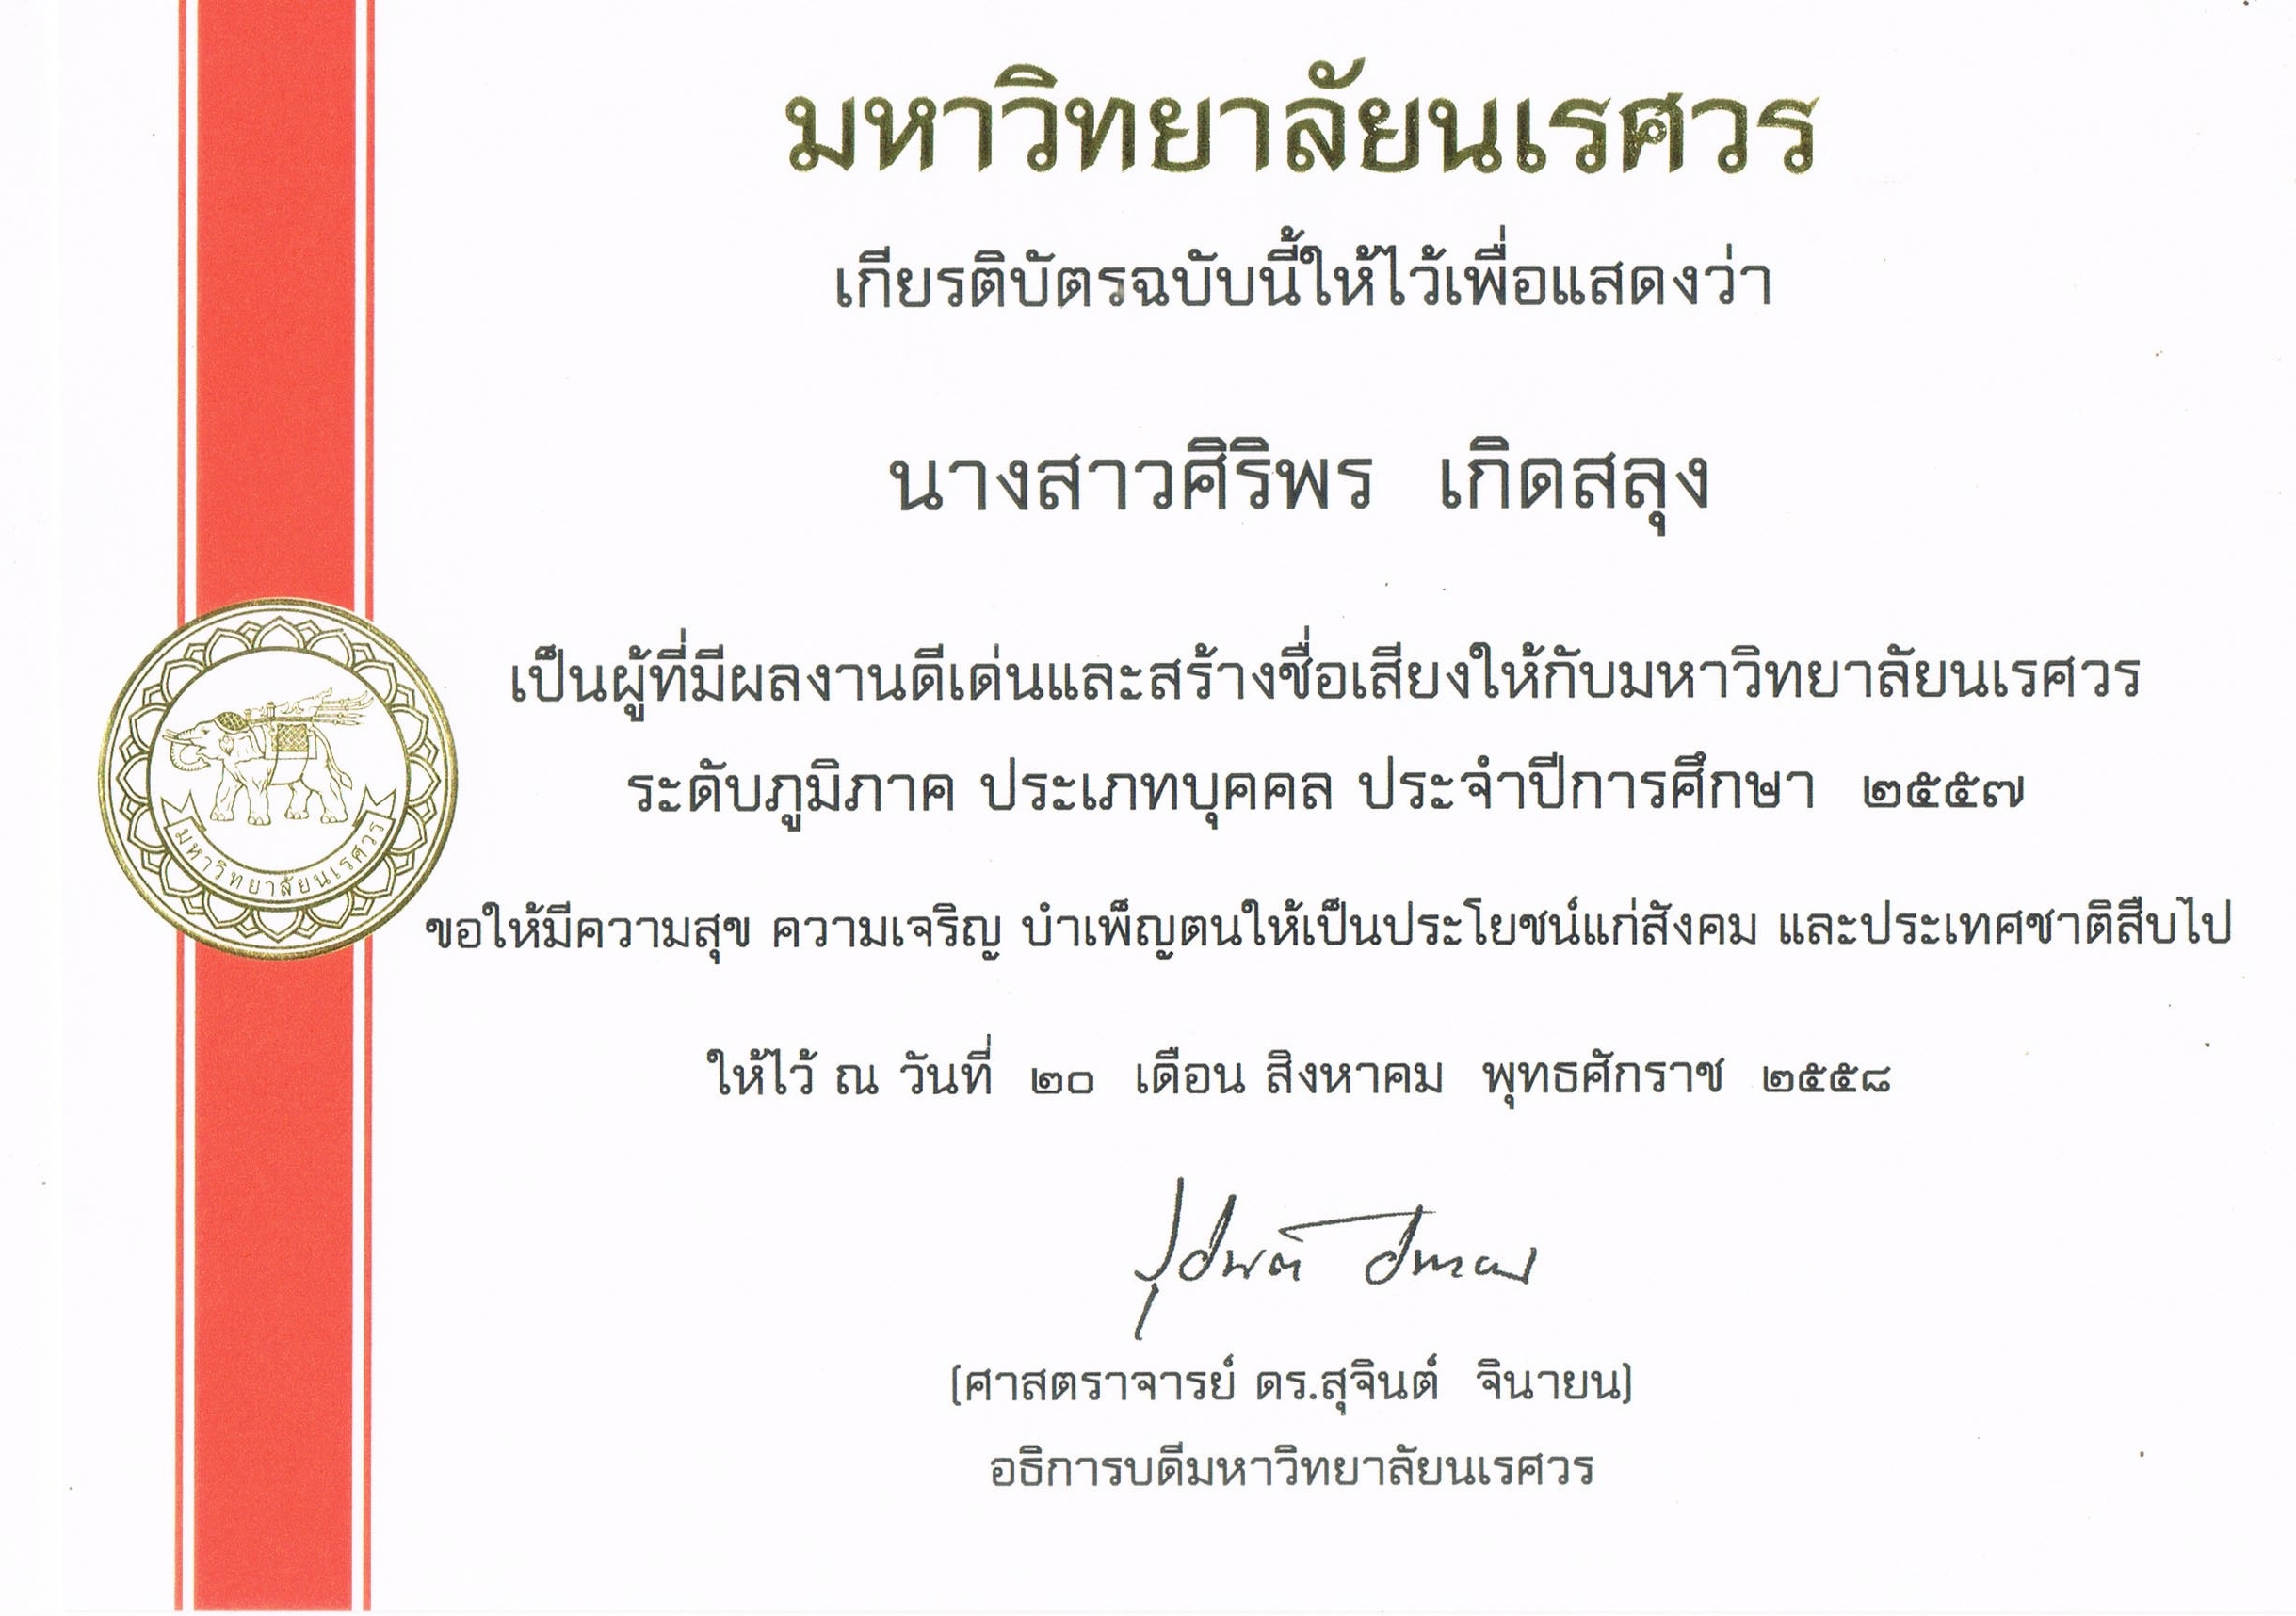 มหาวิทยาลัยนเรศวร
เกียรติบัตรฉบับนี้ให้ไว้เพื่อแสดงว่า
นางสาวศิริพร เกิดสลุง
เป็นผู้ที่มีผลงานดีเด่นและสร้างชื่อเสียงให้กับมหาวิทยาลัยนเรศวร
ระดับภูมิภาค ประเภทบุคคล ประจำปีการศึกษา ๒๕๕๗
มหาวิทยาลัยนเรศวร
ขอให้มีความสุข ความเจริญ บำเพ็ญตนให้เป็นประโยชน์แก่สังคม และประเทศชาติสืบไป
ให้ไว้ ณ วันที่ ๒๐ เดือน สิงหาคม พุทธศักราช ๒๕๕๘
(ศาสตราจารย์ ดร.สุจินต์ จินายน)
อธิการบดีมหาวิทยาลัยนเรศวร